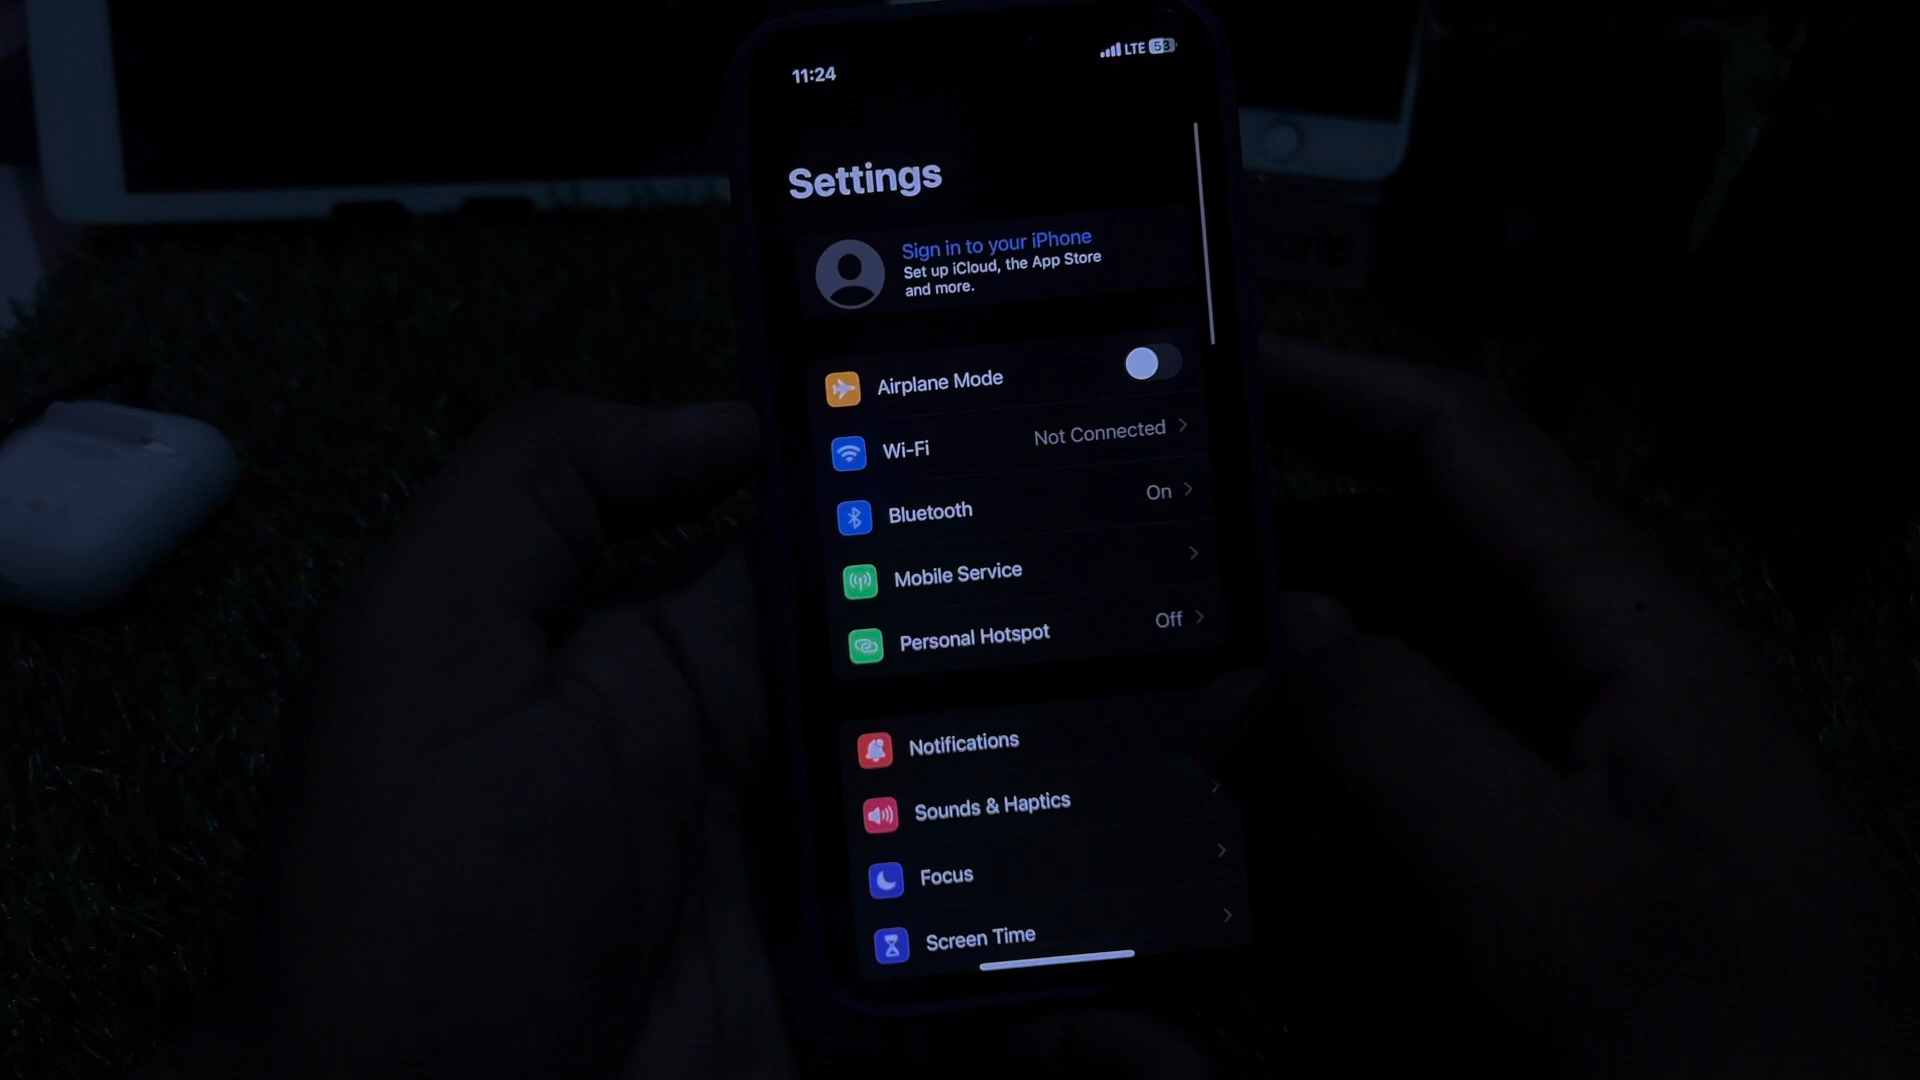 11:24
LTE 53
Settings
Sign in to your iPhone
Set up iCloud, the App Store
and more.
Airplane Mode
Wi-Fi
Not Connected
Bluetooth
On
Mobile Service
Personal Hotspot
Off
Notifications
Sounds & Haptics
Focus
Screen Time